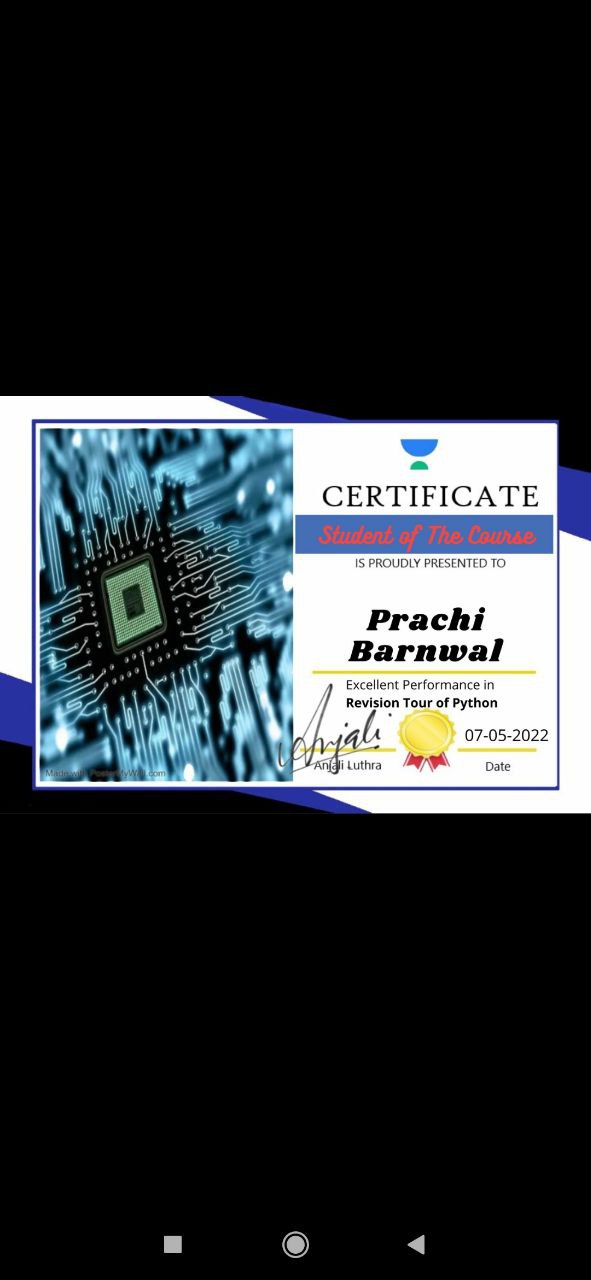 CERTIFICATE
Student of The Course
IS PROUDLY PRESENTED TO
Prachi
Barnwal
Excellent Performance in
Revision Tour of Python
Anjali
07-05-2022
Anjali Luthra
Date
Made with PosterMyWall.com